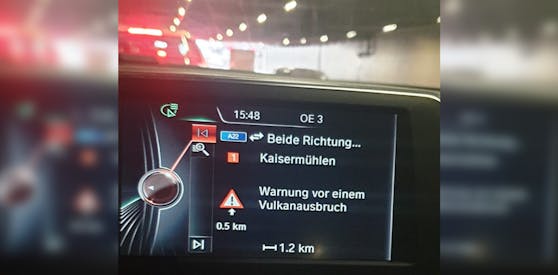 15:48 OE 3
A22 Beide Richtung...
1 Kaisermühlen
Warnung vor einem
Vulkanausbruch
0.5 km
1.2 km